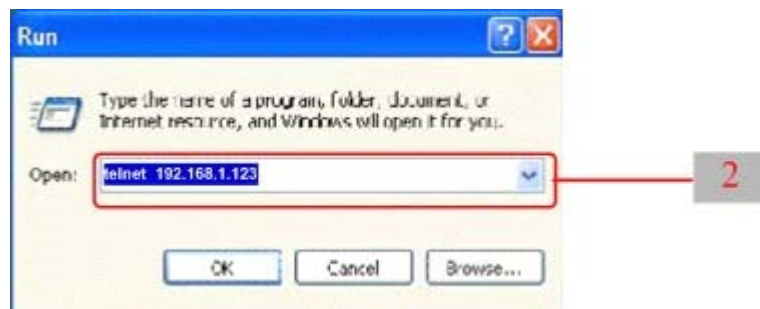 Run
Type the name of a program, folder, document, or
Internet resource, and Windows will open it for you.
Open: telnet 192.168.1.123
2
OK Cancel Browse...